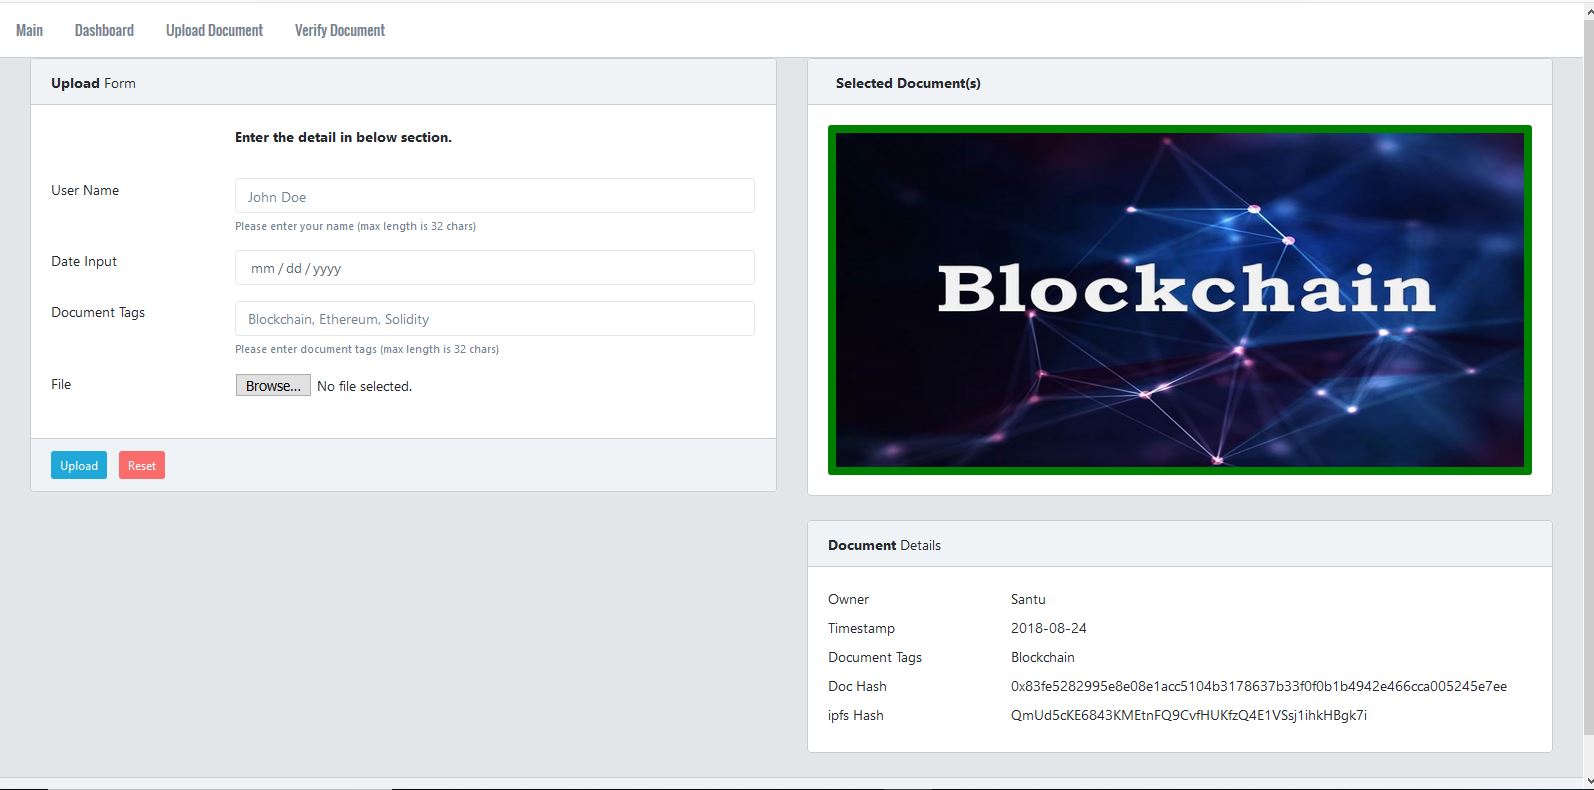 Main Dashboard Upload Document Verify Document
Upload Form
Enter the detail in below section.
User Name
John Doe
Please enter your name (max length is 32 chars)
Date Input
mm / dd / yyyy
Document Tags
Blockchain, Ethereum, Solidity
Please enter document tags (max length is 32 chars)
File
Browse... No file selected.
Upload Reset
Selected Document(s)
Blockchain
Document Details
Owner Santu
Timestamp 2018-08-24
Document Tags Blockchain
Doc Hash 0x83fe5282995e8e08e1acc5104b3178637b33f0f0b1b4942e466cca005245e7ee
ipfs Hash QmUd5cKE6843KMEtnFQ9CvfHUKfzQ4E1VSsj1ihkHBgk7i